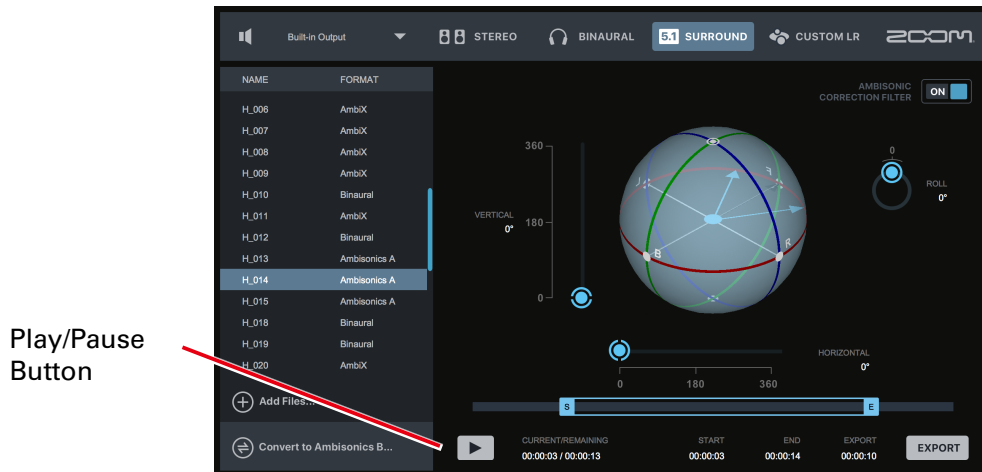 Built-in Output
STEREO
BINAURAL
5.1 SURROUND
CUSTOM LR
ZOOM
NAME FORMAT
AMBISONIC
CORRECTION FILTER
ON
H_006 AmbiX
H_007 AmbiX
H_008 AmbiX
H_009 AmbiX
H_010 Binaural
H_011 AmbiX
H_012 Binaural
H_013 Ambisonics A
H_014 Ambisonics A
H_015 Ambisonics A
H_018 Binaural
H_019 Binaural
H_020 AmbiX
Add Files...
Convert to Ambisonics B...
360
VERTICAL
0°
180
0
R
0
ROLL
0°
HORIZONTAL
0°
0 180 360
S E
CURRENT/REMAINING
00:00:03 / 00:00:13
START
00:00:03
END
00:00:14
EXPORT
00:00:10
EXPORT
Play/Pause
Button